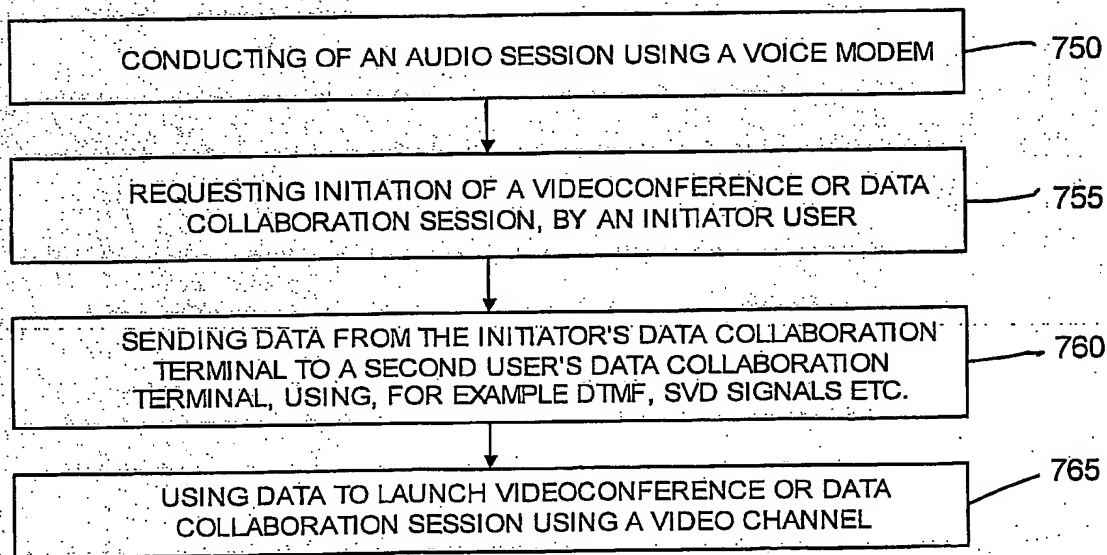 CONDUCTING OF AN AUDIO SESSION USING A VOICE MODEM
750
REQUESTING INITIATION OF A VIDEOCONFERENCE OR DATA
COLLABORATION SESSION, BY AN INITIATOR USER
755
SENDING DATA FROM THE INITIATOR'S DATA COLLABORATION
TERMINAL TO A SECOND USER'S DATA COLLABORATION
TERMINAL, USING, FOR EXAMPLE DTMF, SVD SIGNALS ETC.
760
USING DATA TO LAUNCH VIDEOCONFERENCE OR DATA
COLLABORATION SESSION USING A VIDEO CHANNEL
765